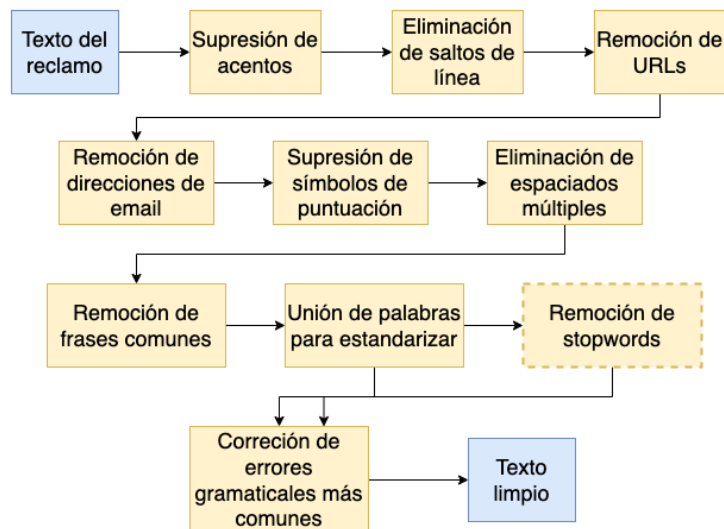 Texto del
reclamo
Supresión de
acentos
Eliminación
de saltos de
línea
Remoción de
URLs
Remoción de
direcciones de
email
Supresión de
símbolos de
puntuación
Eliminación de
espaciados
múltiples
Remoción de
frases comunes
Unión de palabras
para estandarizar
Remoción de
stopwords
Correción de
errores
gramaticales más
comunes
Texto
limpio